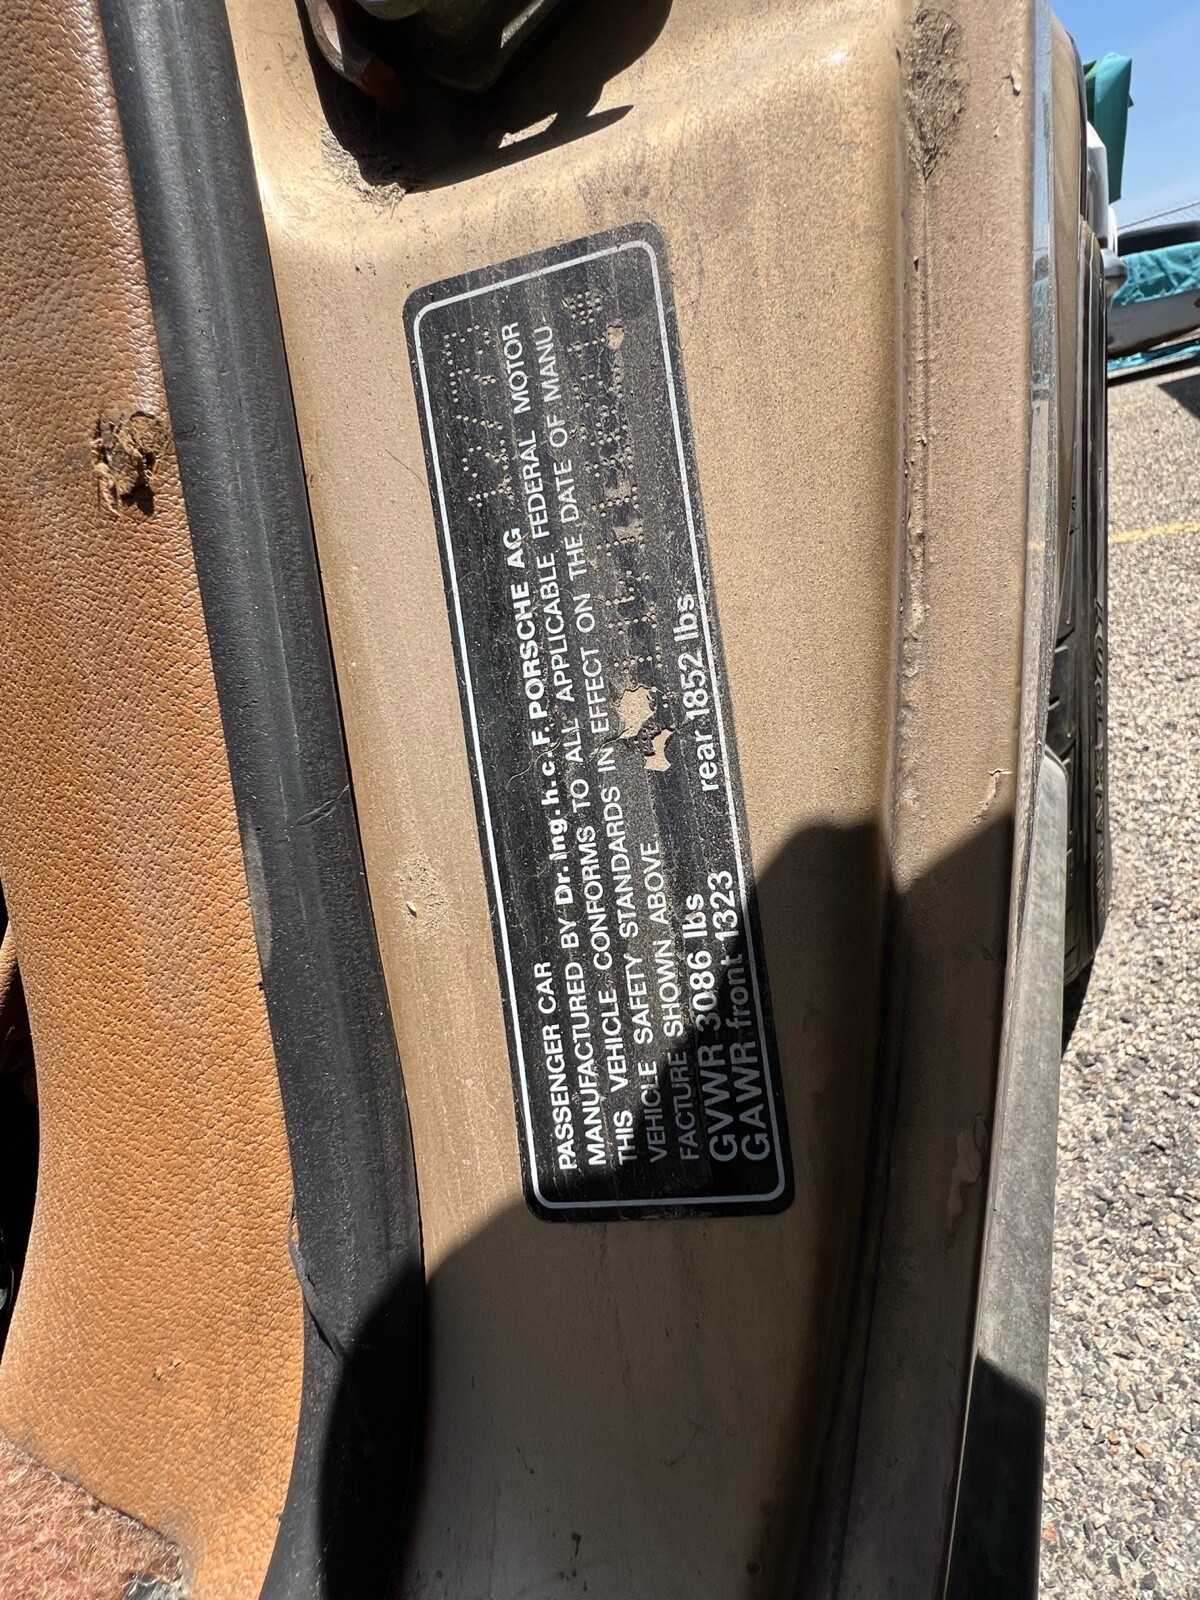 PASSENGER CAR
MANUFACTURED BY Dr. Ing. h. c. F. PORSCHE AG 12/73
THIS VEHICLE CONFORMS TO ALL APPLICABLE FEDERAL MOTOR
VEHICLE SAFETY STANDARDS IN EFFECT ON THE DATE OF MANU-
FACTURE SHOWN ABOVE.
GVWR 3086 lbs
GAWR front 1323 rear 1852 lbs